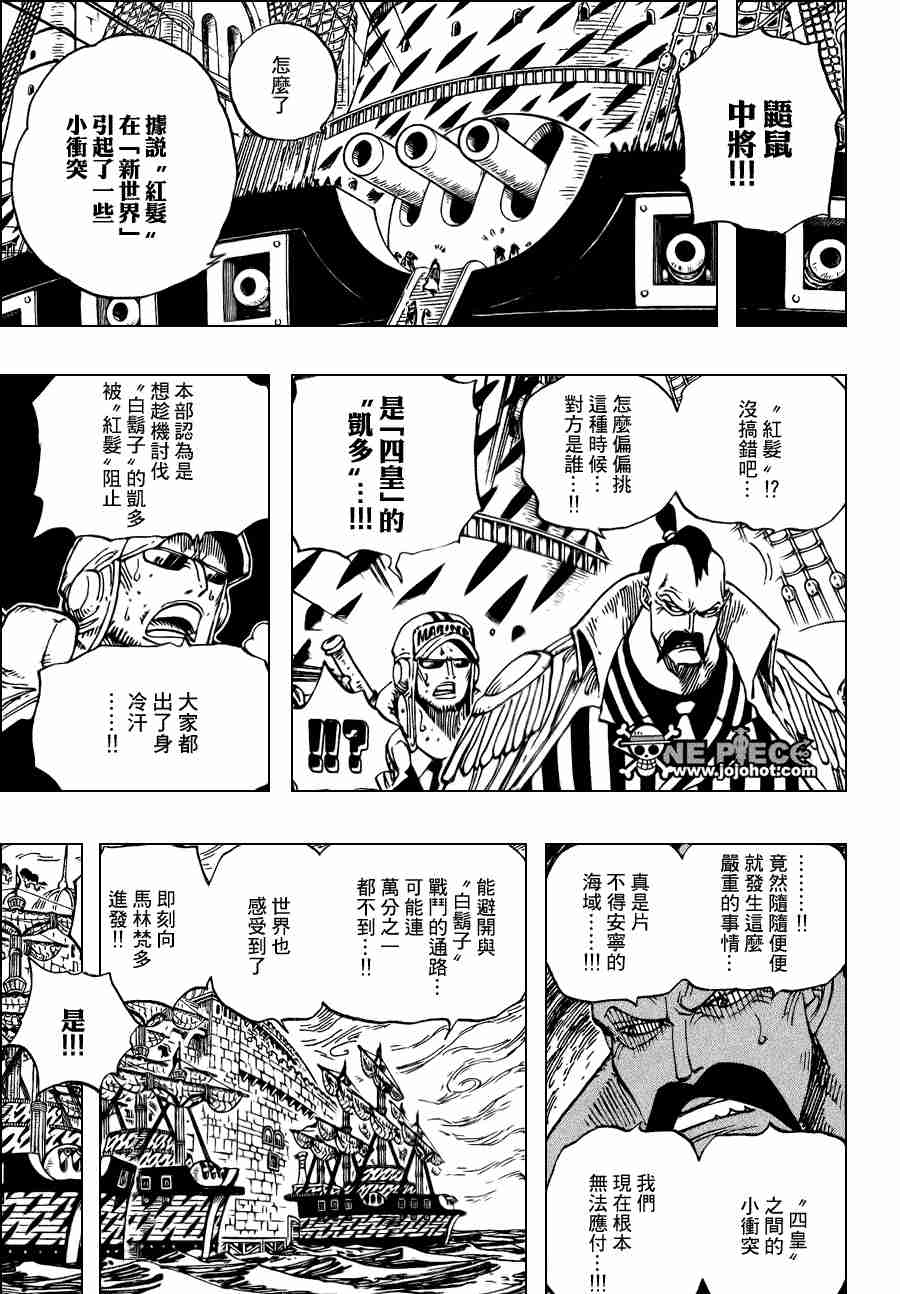 鼯鼠
中將!!!
怎麼了
據說〝紅髮〞
在「新世界」
引起了一些
小衝突
〝紅髮〞!?
沒搞錯吧…
怎麼偏偏挑
這種時候…
對方是誰…!!
是「四皇」的
〝凱多〞…!!!
MARINE
!!?
本部認為是
想趁機討伐
〝白鬍子〞的凱多
被〝紅髮〞阻止
大家都
出了身
冷汗
……!!
ONE PIECE
www.jojohot.com
………!!
竟然隨隨便便
就發生這麼
嚴重的事情…
真是片
不得安寧的
海域……!!!
〝四皇〞
之間的
小衝突
我們
現在根本
無法應付…!!!
能避開與
〝白鬍子〞
戰鬥的通路…
可能連
萬分之一
都不到…!!
世界也
感受到了
即刻向
馬林梵多
進發!!
是!!!